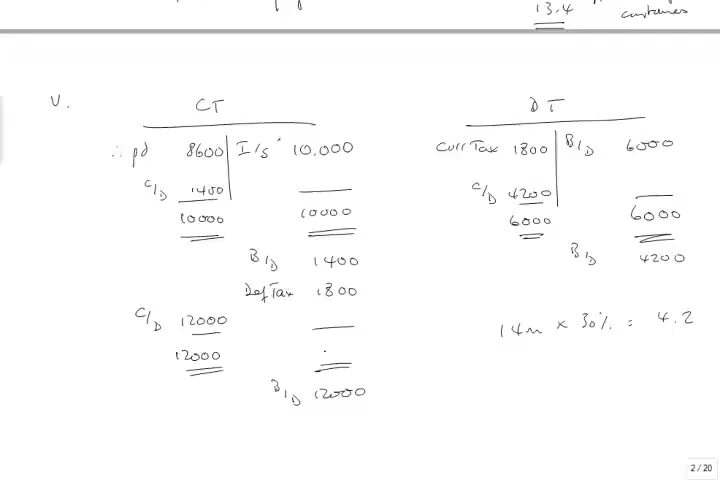 13.4
customers
V.
CT
DT
∴ pd 8600 I/S 10,000
Curr Tax 1800 B/D 6000
C/D 1400
C/D 4200
10000 10000
6000 6000
B/D 1400
B/D 4200
Def Tax 1800
C/D 12000
14m × 30% = 4.2
12000
B/D 12000
2 / 20